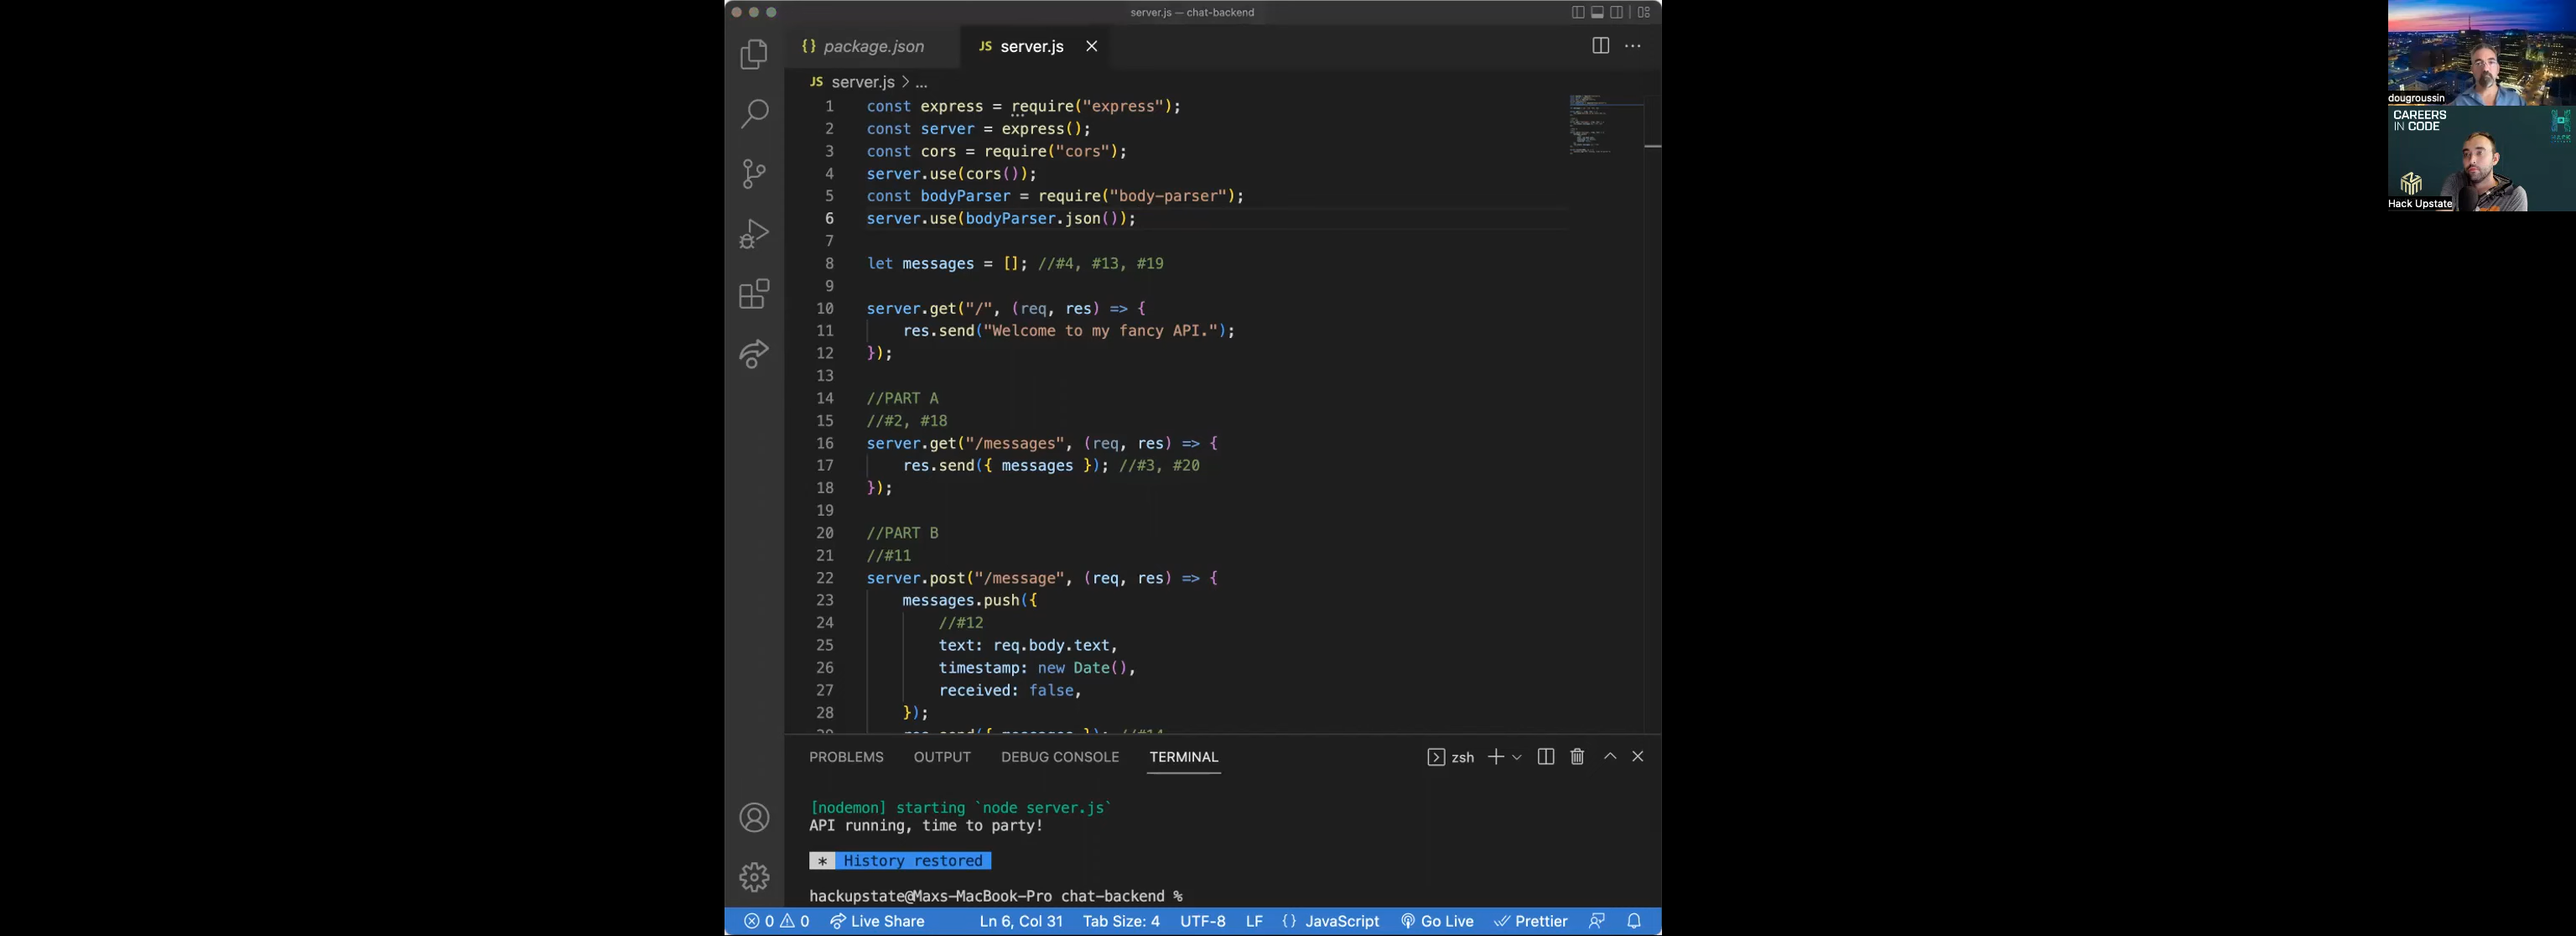 server.js — chat-backend
{} package.json
JS server.js
JS server.js > ...
1 const express = require("express");
2 const server = express();
3 const cors = require("cors");
4 server.use(cors());
5 const bodyParser = require("body-parser");
6 server.use(bodyParser.json());
7
8 let messages = []; //#4, #13, #19
9
10 server.get("/", (req, res) => {
11 res.send("Welcome to my fancy API.");
12 });
13
14 //PART A
15 //#2, #18
16 server.get("/messages", (req, res) => {
17 res.send({ messages }); //#3, #20
18 });
19
20 //PART B
21 //#11
22 server.post("/message", (req, res) => {
23 messages.push({
24 //#12
25 text: req.body.text,
26 timestamp: new Date(),
27 received: false,
28 });
PROBLEMS OUTPUT DEBUG CONSOLE TERMINAL zsh
[nodemon] starting `node server.js`
API running, time to party!
* History restored
hackupstate@Maxs-MacBook-Pro chat-backend %
0 0 Live Share Ln 6, Col 31 Tab Size: 4 UTF-8 LF {} JavaScript Go Live Prettier
dougroussin
CAREERS
IN CODE
Hack Upstate